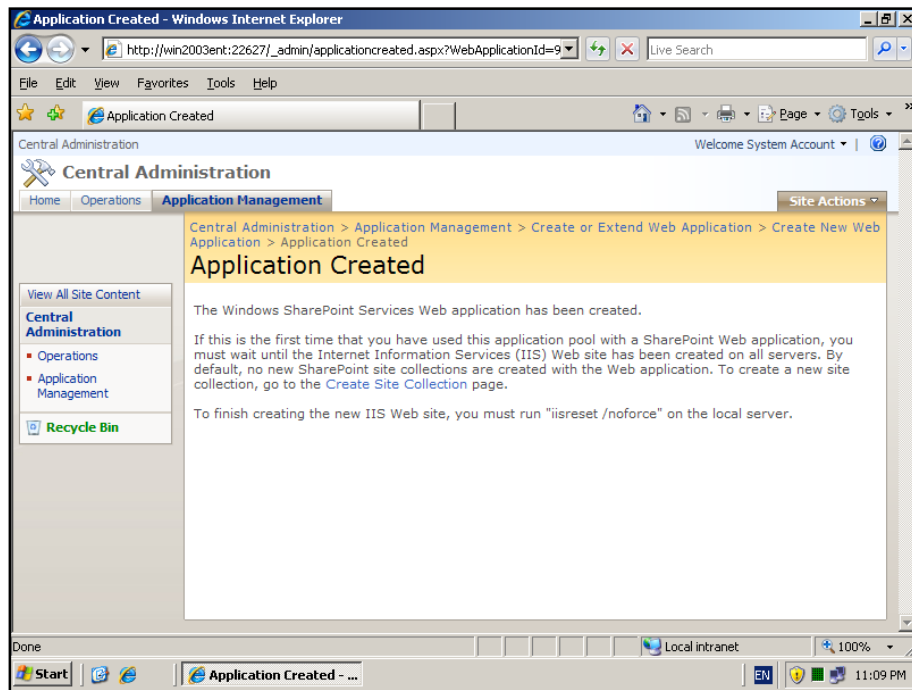 Application Created - Windows Internet Explorer
http://win2003ent:22627/_admin/applicationcreated.aspx?WebApplicationId=9
Live Search
File Edit View Favorites Tools Help
Application Created
Page Tools »
Central Administration
Welcome System Account
Central Administration
Home Operations Application Management
Site Actions
Central Administration > Application Management > Create or Extend Web Application > Create New Web
Application > Application Created
Application Created
View All Site Content
Central
Administration
Operations
Application
Management
Recycle Bin
The Windows SharePoint Services Web application has been created.
If this is the first time that you have used this application pool with a SharePoint Web application, you
must wait until the Internet Information Services (IIS) Web site has been created on all servers. By
default, no new SharePoint site collections are created with the Web application. To create a new site
collection, go to the Create Site Collection page.
To finish creating the new IIS Web site, you must run "iisreset /noforce" on the local server.
Done
Local intranet
100%
Start
Application Created - ...
EN
11:09 PM